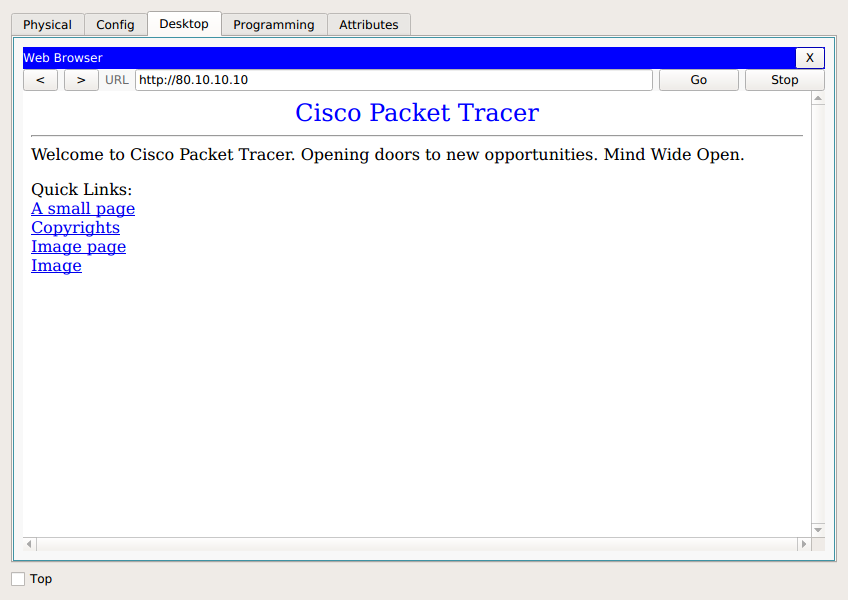 Physical Config Desktop Programming Attributes
Web Browser X
< > URL http://80.10.10.10 Go Stop
Cisco Packet Tracer
Welcome to Cisco Packet Tracer. Opening doors to new opportunities. Mind Wide Open.
Quick Links:
A small page
Copyrights
Image page
Image
Top